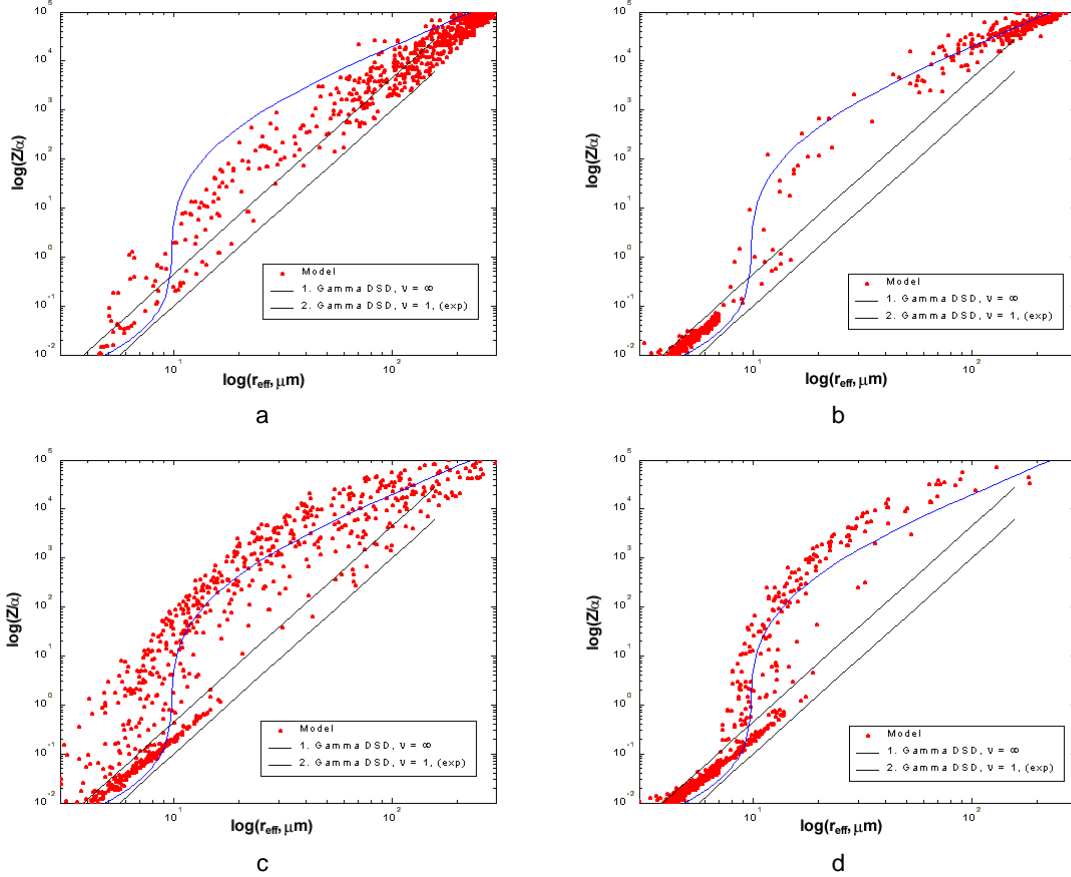 10^5
10^4
10^3
10^2
10^1
10^0
10^-1
10^-2
log(Z/α)
Model
1. Gamma DSD, ν = ∞
2. Gamma DSD, ν = 1, (exp)
10^1
10^2
log(r_eff, μm)
a
10^5
10^4
10^3
10^2
10^1
10^0
10^-1
10^-2
log(Z/α)
Model
1. Gamma DSD, ν = ∞
2. Gamma DSD, ν = 1, (exp)
10^1
10^2
log(r_eff, μm)
b
10^5
10^4
10^3
10^2
10^1
10^0
10^-1
10^-2
log(Z/α)
Model
1. Gamma DSD, ν = ∞
2. Gamma DSD, ν = 1, (exp)
10^1
10^2
log(r_eff, μm)
c
10^5
10^4
10^3
10^2
10^1
10^0
10^-1
10^-2
log(Z/α)
Model
1. Gamma DSD, ν = ∞
2. Gamma DSD, ν = 1, (exp)
10^1
10^2
log(r_eff, μm)
d